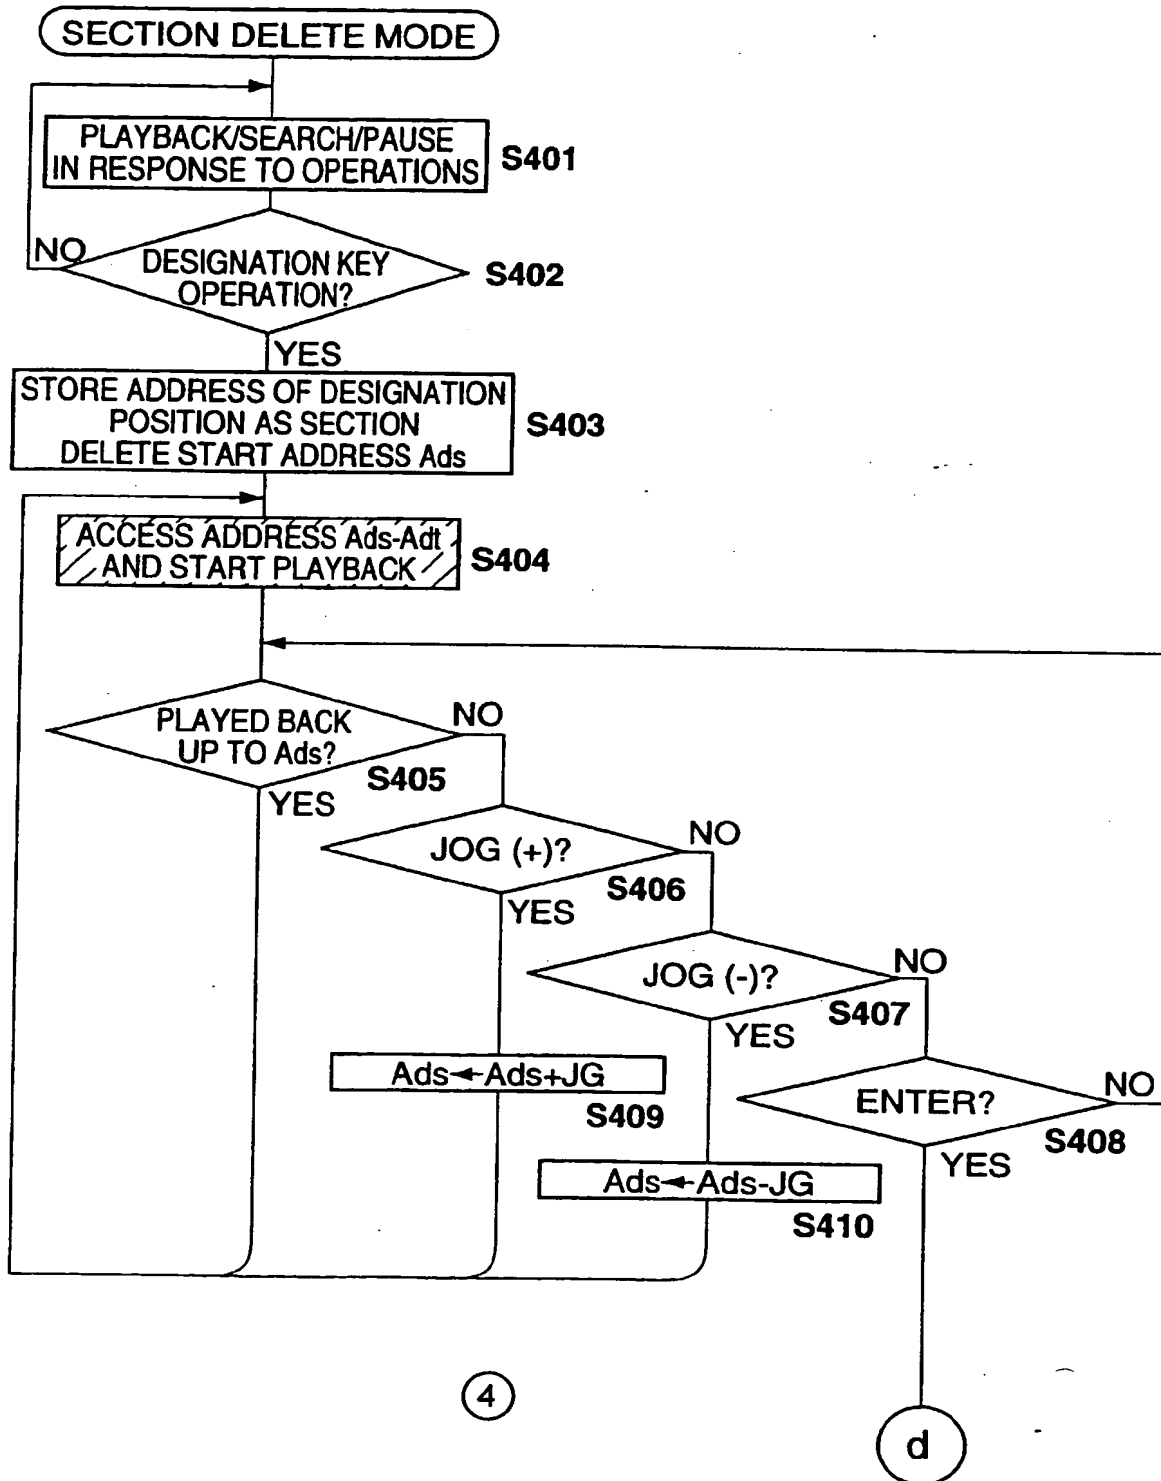 SECTION DELETE MODE
PLAYBACK/SEARCH/PAUSE
IN RESPONSE TO OPERATIONS
S401
NO
DESIGNATION KEY
OPERATION?
S402
YES
STORE ADDRESS OF DESIGNATION
POSITION AS SECTION
DELETE START ADDRESS Ads
S403
ACCESS ADDRESS Ads-Adt
AND START PLAYBACK
S404
PLAYED BACK
UP TO Ads?
NO
S405
YES
JOG (+)?
NO
S406
YES
JOG (-)?
NO
S407
YES
Ads←Ads+JG
S409
ENTER?
NO
S408
YES
Ads←Ads-JG
S410
4
d